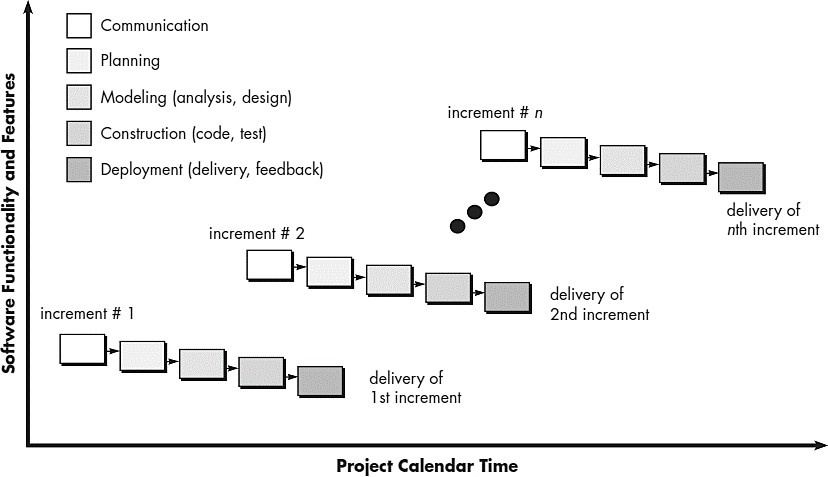 Communication
Planning
Modeling (analysis, design)
Construction (code, test)
Deployment (delivery, feedback)
Software Functionality and Features
increment # n
delivery of
nth increment
increment # 2
delivery of
2nd increment
increment # 1
delivery of
1st increment
Project Calendar Time